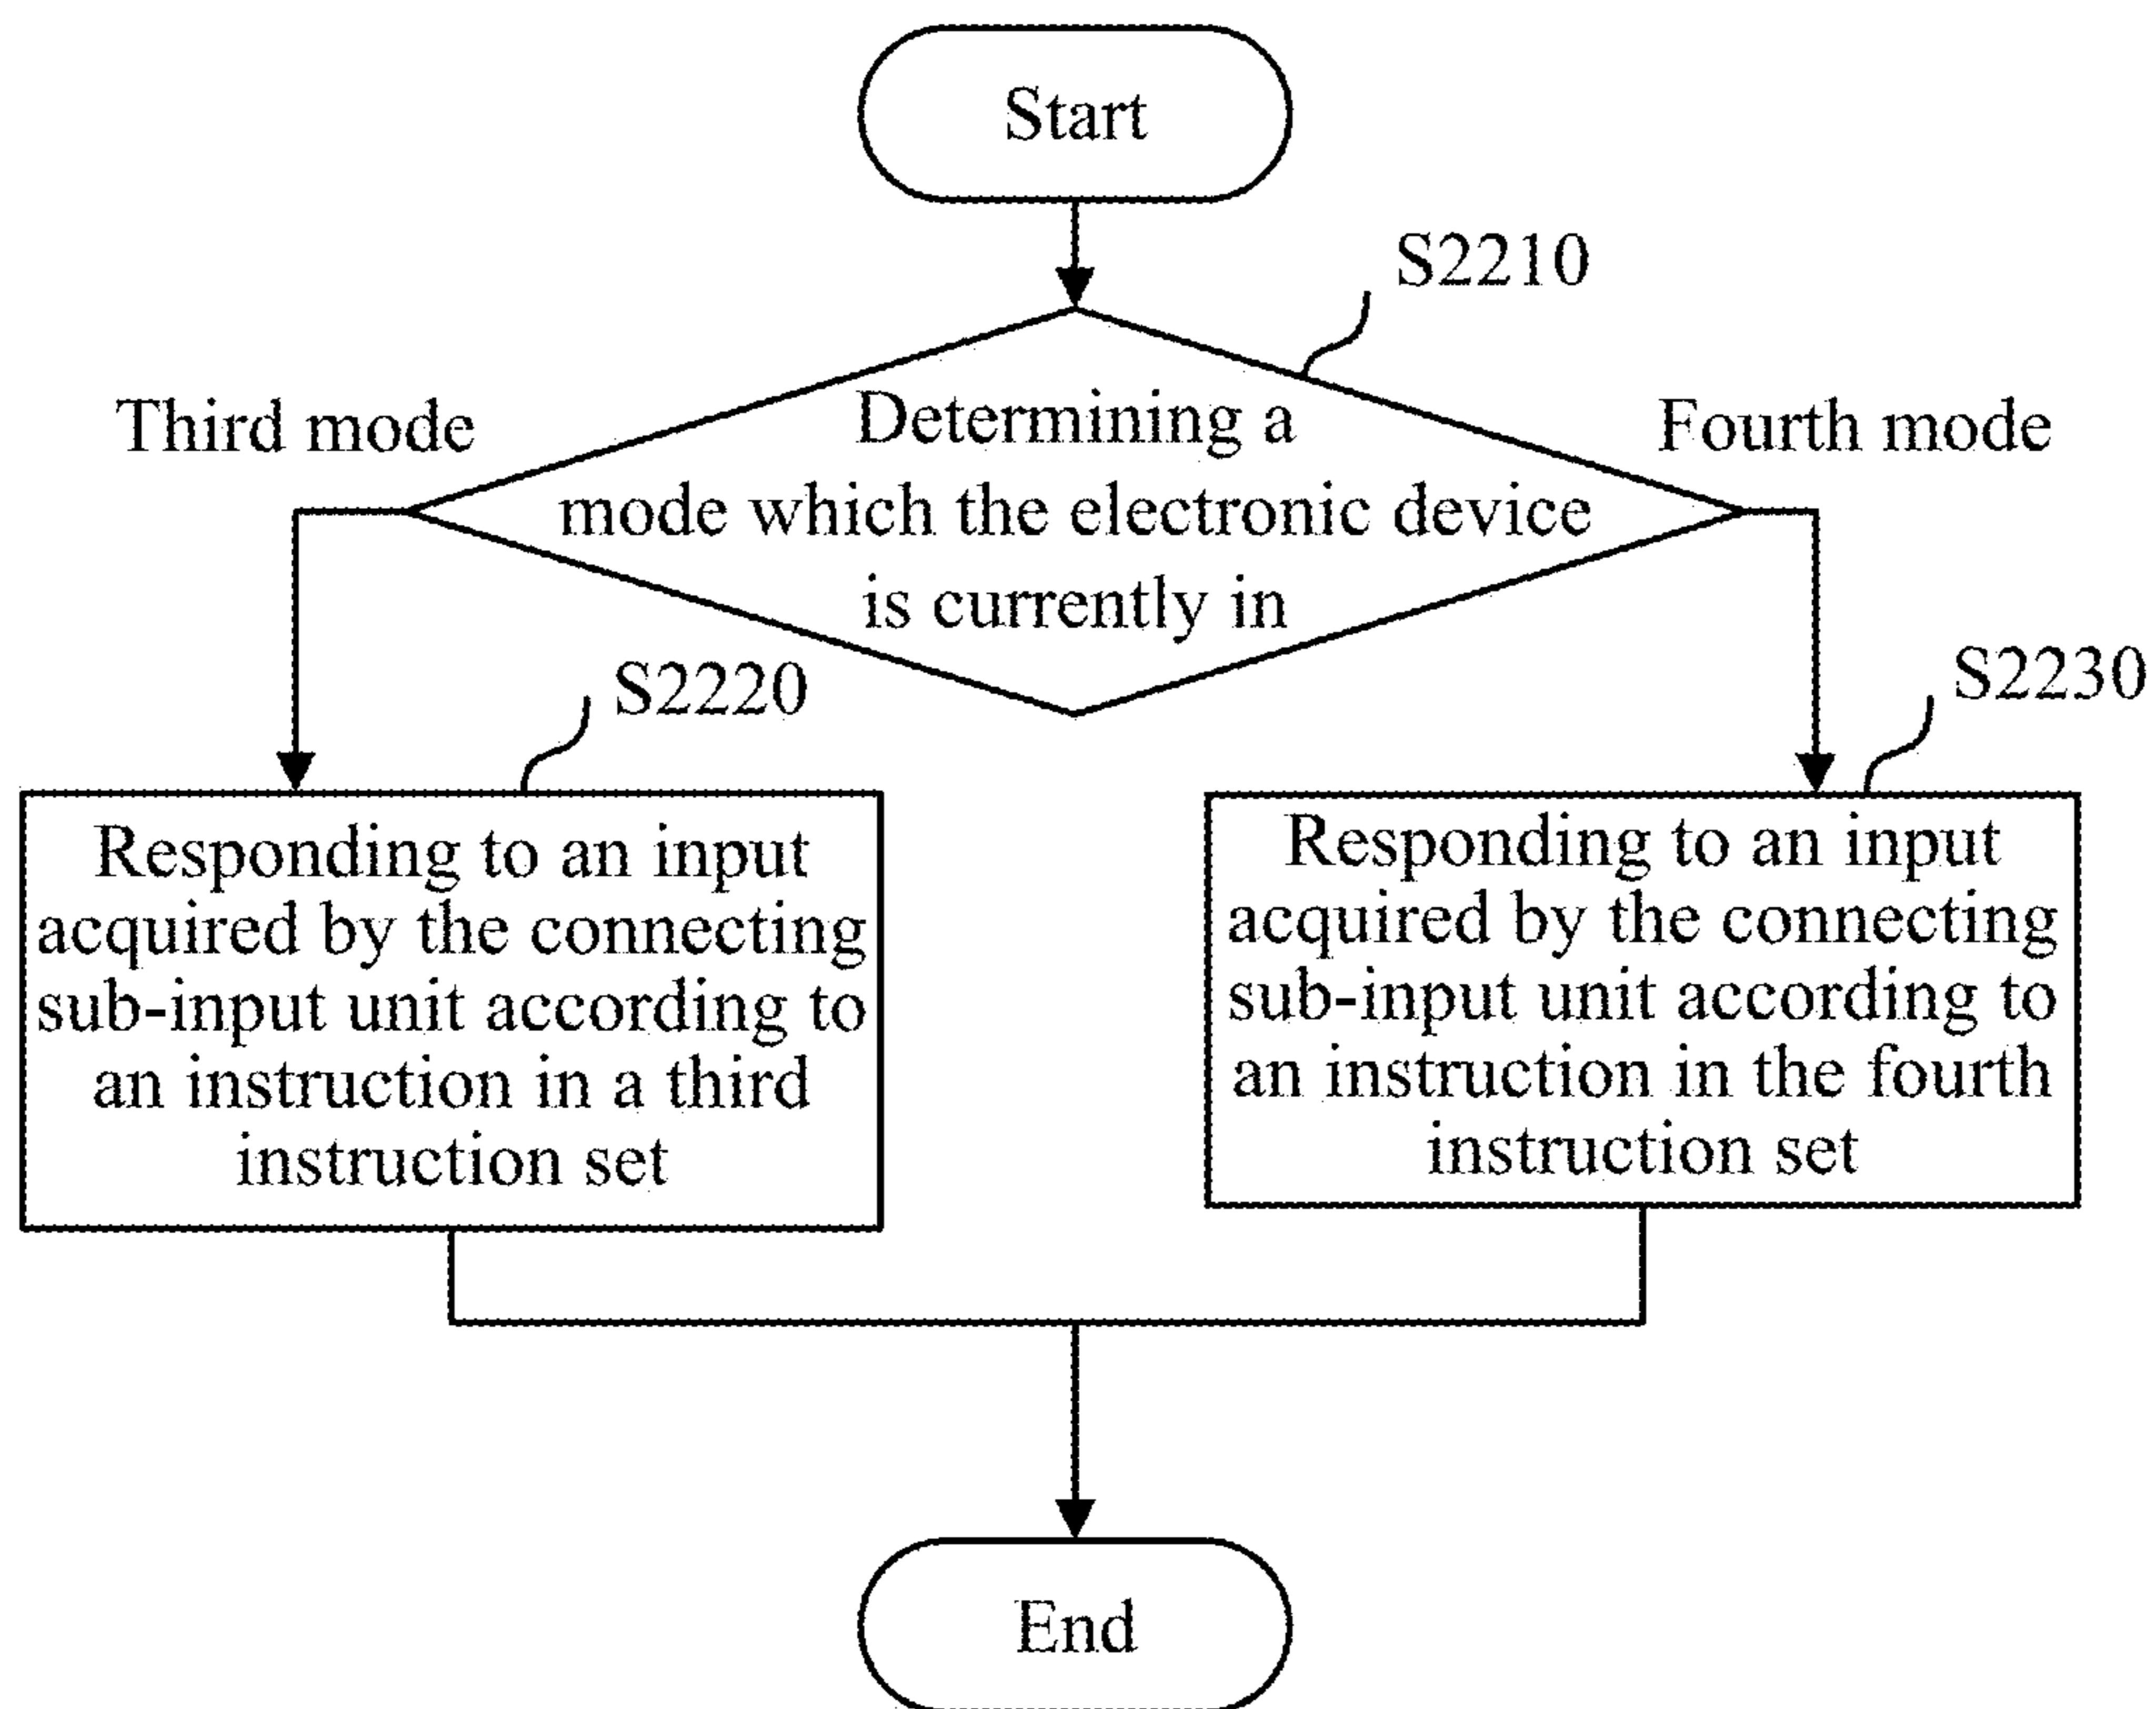 Start
S2210
Third mode
Fourth mode
Determining a
mode which the electronic device
is currently in
S2220
S2230
Responding to an input
acquired by the connecting
sub-input unit according to
an instruction in a third
instruction set
Responding to an input
acquired by the connecting
sub-input unit according to
an instruction in the fourth
instruction set
End